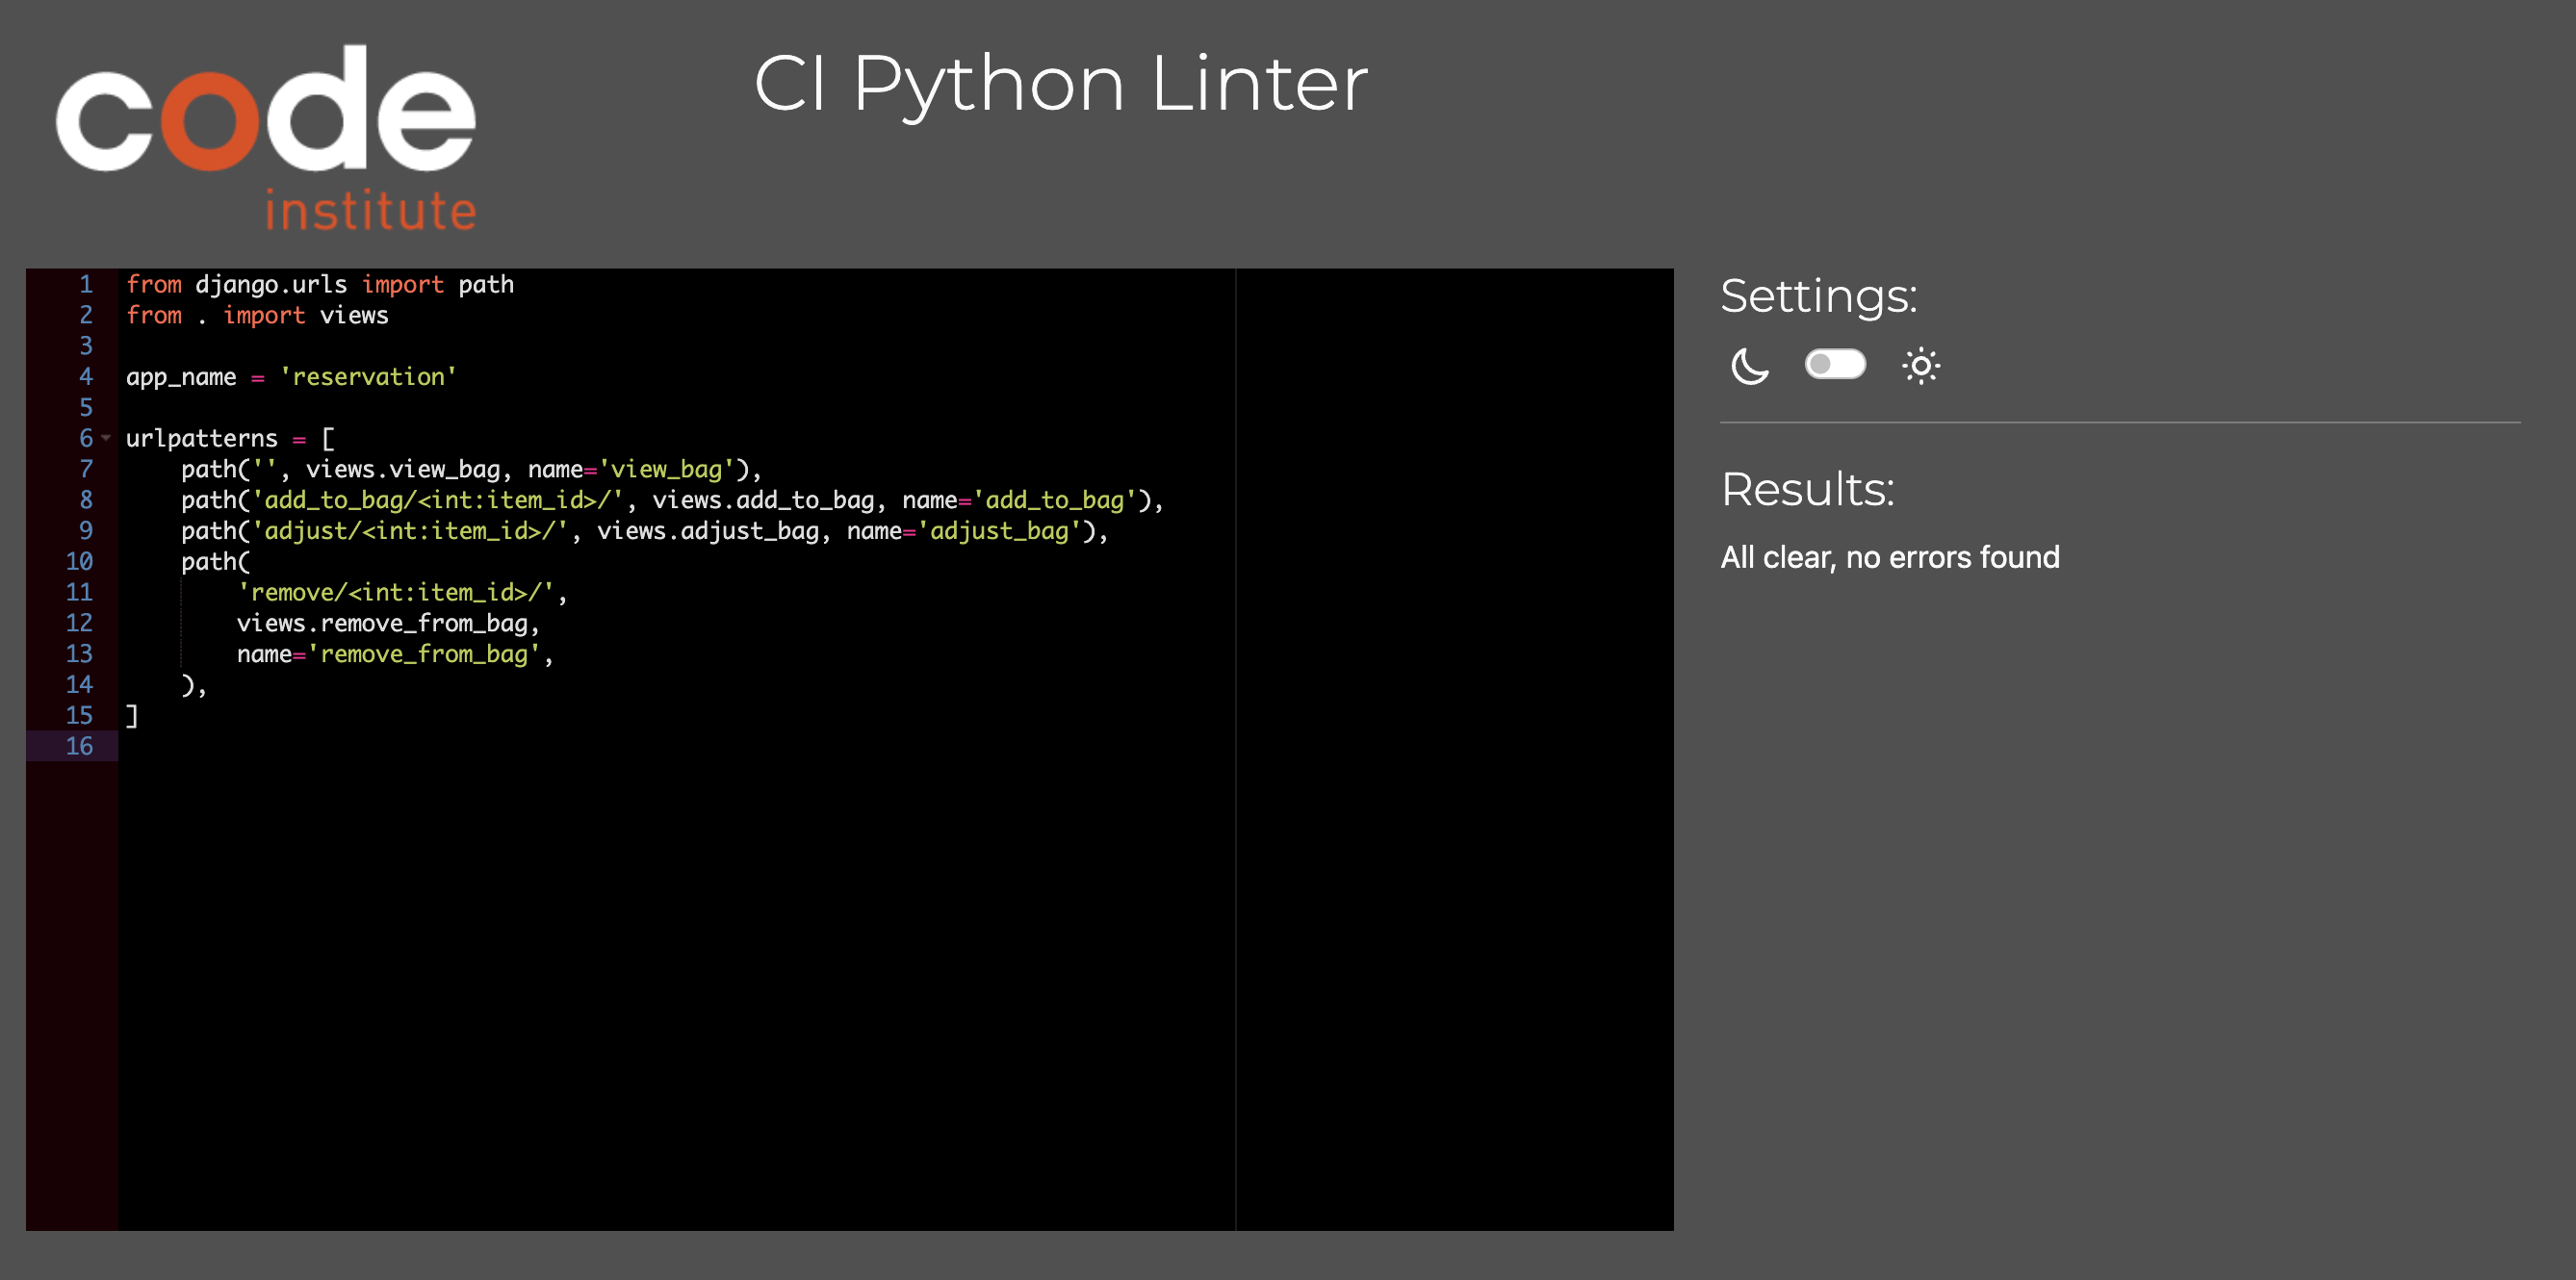 code
institute
CI Python Linter
1 from django.urls import path
2 from . import views
3
4 app_name = 'reservation'
5
6 urlpatterns = [
7     path('', views.view_bag, name='view_bag'),
8     path('add_to_bag/<int:item_id>/', views.add_to_bag, name='add_to_bag'),
9     path('adjust/<int:item_id>/', views.adjust_bag, name='adjust_bag'),
10     path(
11         'remove/<int:item_id>/',
12         views.remove_from_bag,
13         name='remove_from_bag',
14     ),
15 ]
16
Settings:
Results:
All clear, no errors found